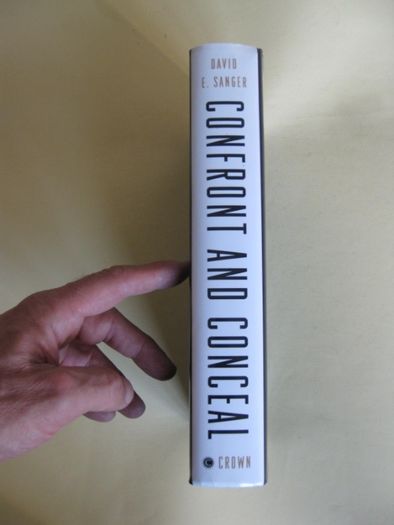 DAVID
E. SANGER
CONFRONT AND CONCEAL
C CROWN